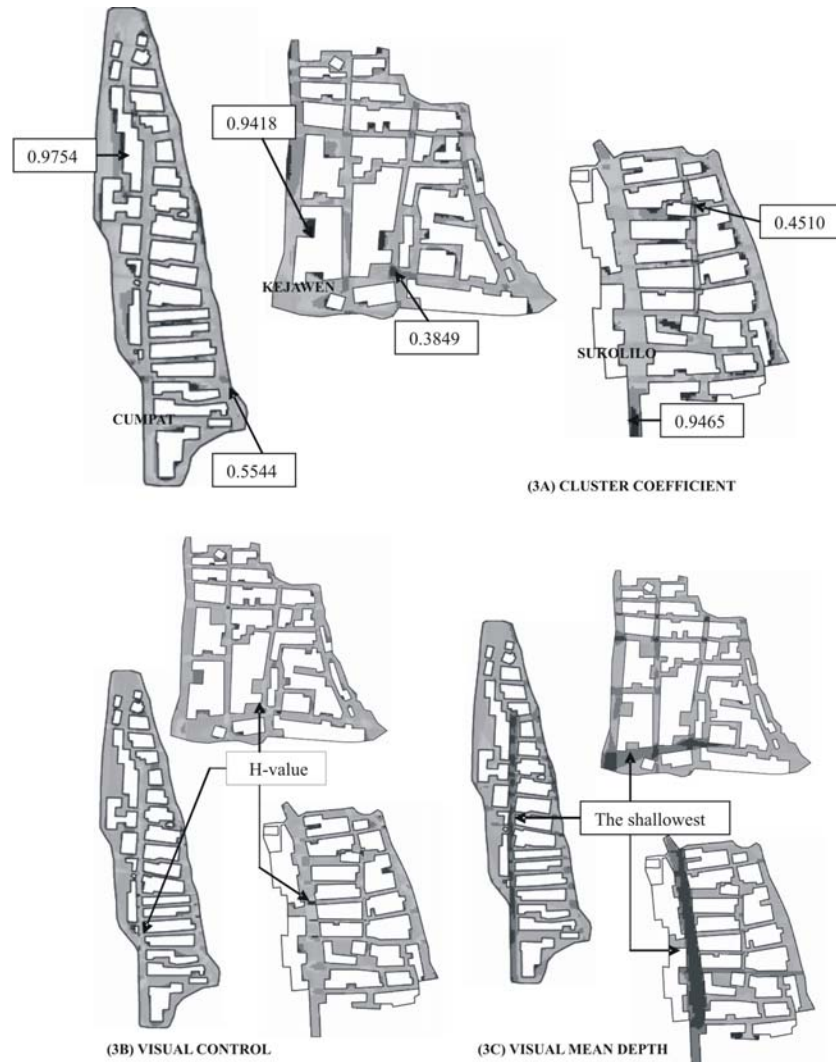 0.9754
0.9418
0.4510
KEJAWEN
0.3849
SUKOLILO
CUMPAT
0.9465
0.5544
(3A) CLUSTER COEFFICIENT
H-value
The shallowest
(3B) VISUAL CONTROL
(3C) VISUAL MEAN DEPTH